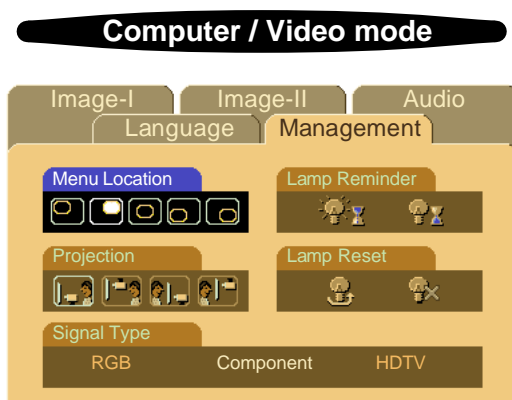 Computer / Video mode
Image-I Image-II Audio
Language Management
Menu Location Lamp Reminder
Projection Lamp Reset
Signal Type
RGB Component HDTV